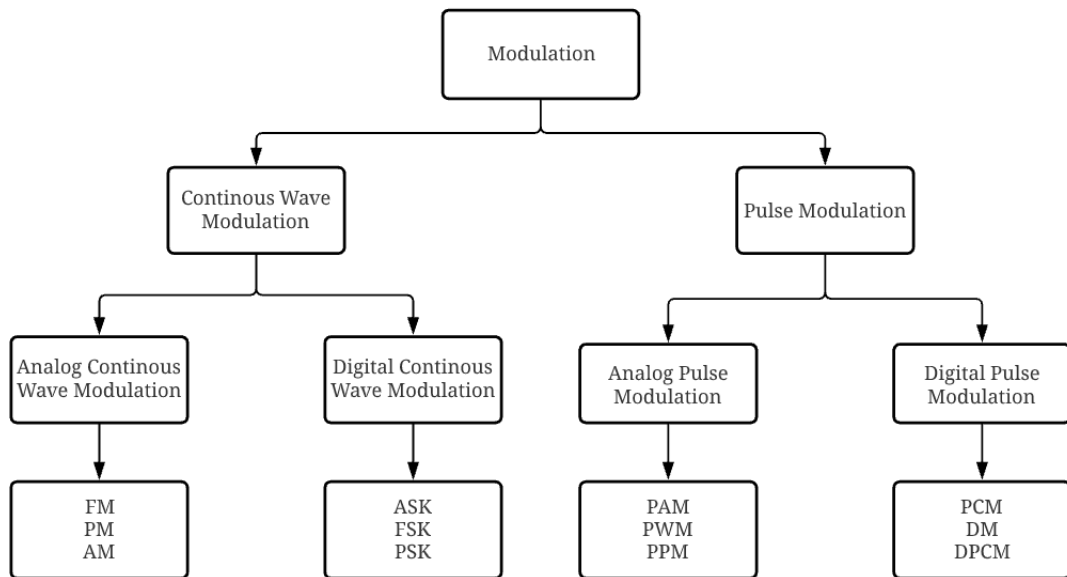 Modulation
Continous Wave
Modulation
Pulse Modulation
Analog Continous
Wave Modulation
Digital Continous
Wave Modulation
Analog Pulse
Modulation
Digital Pulse
Modulation
FM
PM
AM
ASK
FSK
PSK
PAM
PWM
PPM
PCM
DM
DPCM